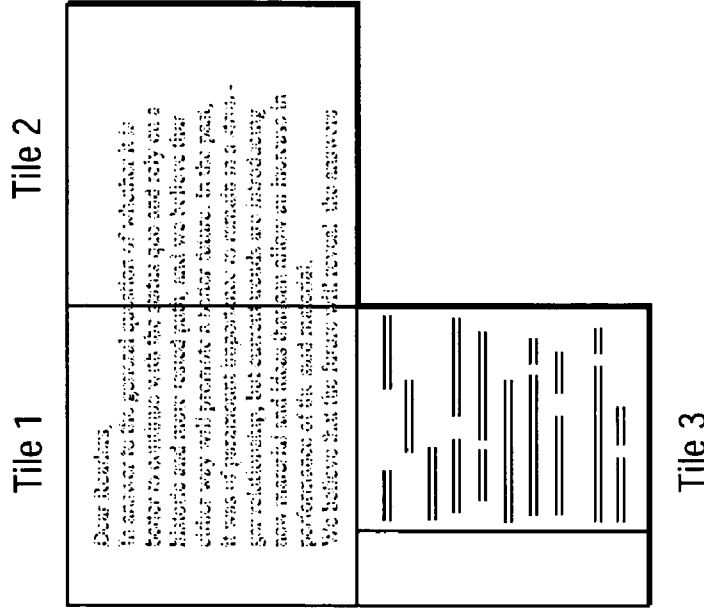 Tile 1
Tile 2
Dear Readers,
In answer to the general question of whether it is
better to continue with the status quo and rely on a
historic and more tested path, and we believe that
either way will promote a better future. In the past,
it was of paramount importance to remain in a
relationship, but current trends are introducing
new material and ideas that allow an increase in
performance of the said material.
We believe that the future will reveal the answers
Tile 3